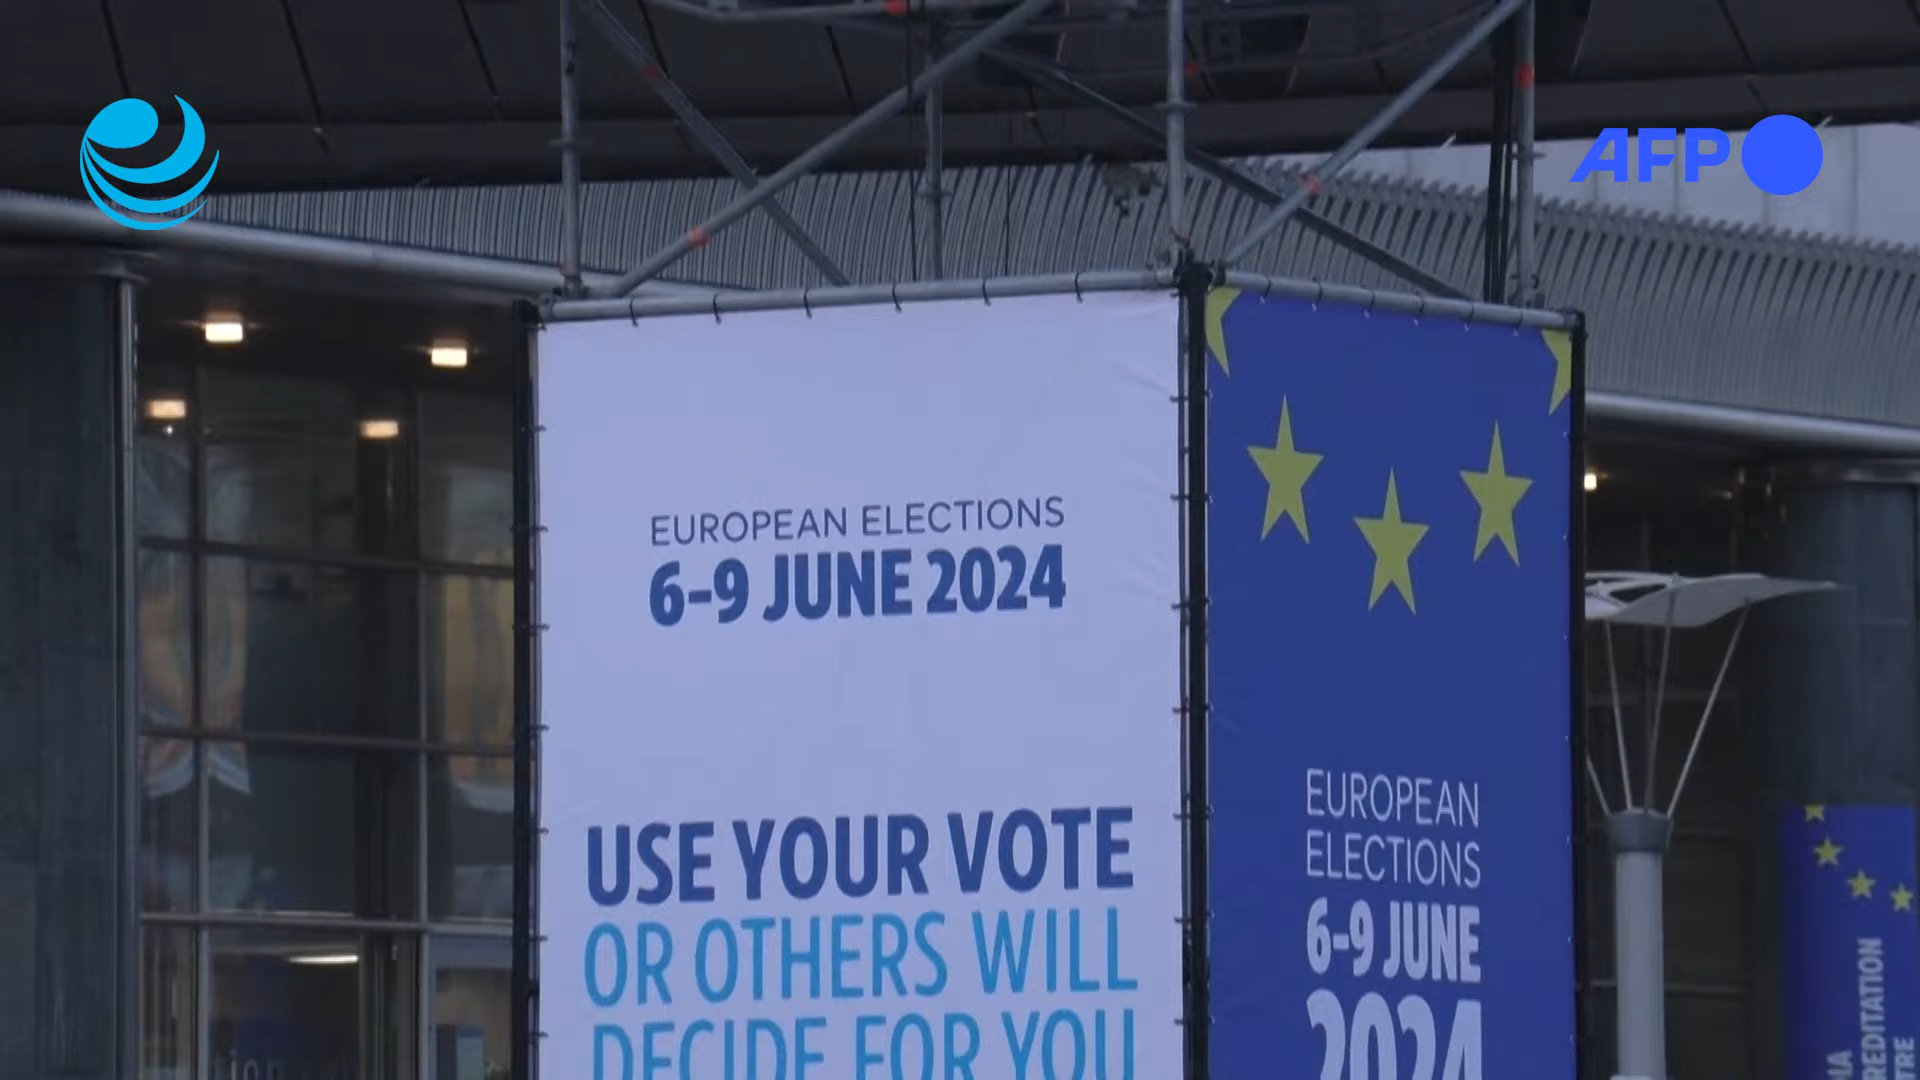 AFP
EUROPEAN ELECTIONS
6-9 JUNE 2024
USE YOUR VOTE
OR OTHERS WILL
DECIDE FOR YOU
EUROPEAN
ELECTIONS
6-9 JUNE
2024